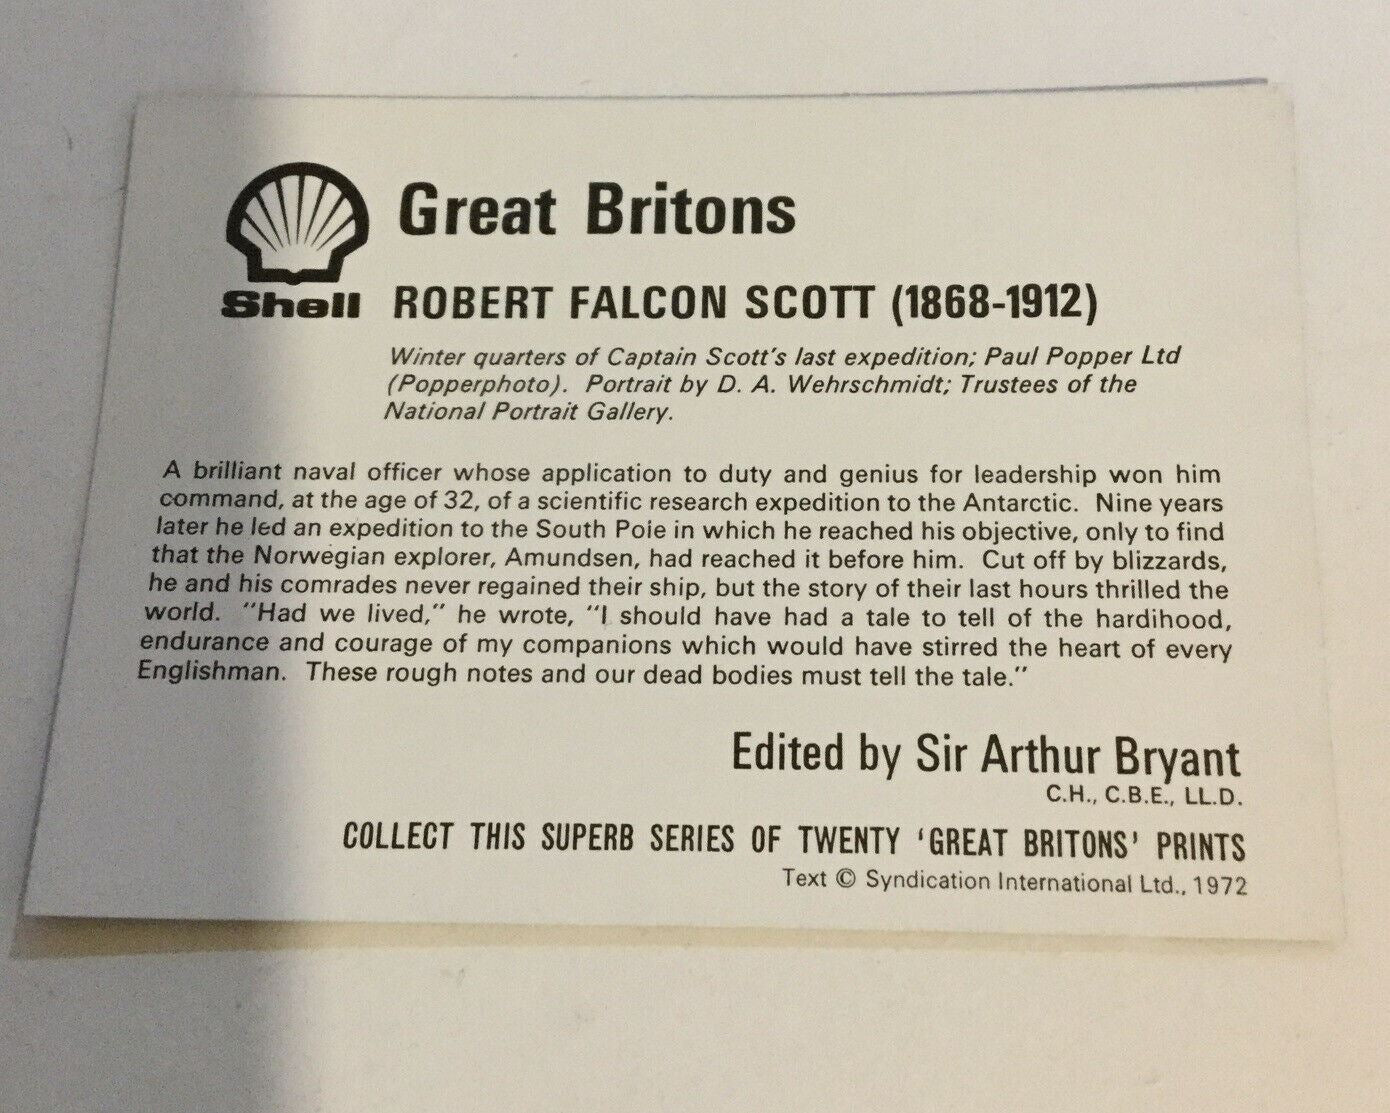 Great Britons
Shell
ROBERT FALCON SCOTT (1868-1912)
Winter quarters of Captain Scott's last expedition; Paul Popper Ltd
(Popperphoto). Portrait by D. A. Wehrschmidt; Trustees of the
National Portrait Gallery.
A brilliant naval officer whose application to duty and genius for leadership won him
command, at the age of 32, of a scientific research expedition to the Antarctic. Nine years
later he led an expedition to the South Pole in which he reached his objective, only to find
that the Norwegian explorer, Amundsen, had reached it before him. Cut off by blizzards,
he and his comrades never regained their ship, but the story of their last hours thrilled the
world. "Had we lived," he wrote, "I should have had a tale to tell of the hardihood,
endurance and courage of my companions which would have stirred the heart of every
Englishman. These rough notes and our dead bodies must tell the tale."
Edited by Sir Arthur Bryant
C.H., C.B.E., LL.D.
COLLECT THIS SUPERB SERIES OF TWENTY 'GREAT BRITONS' PRINTS
Text © Syndication International Ltd., 1972